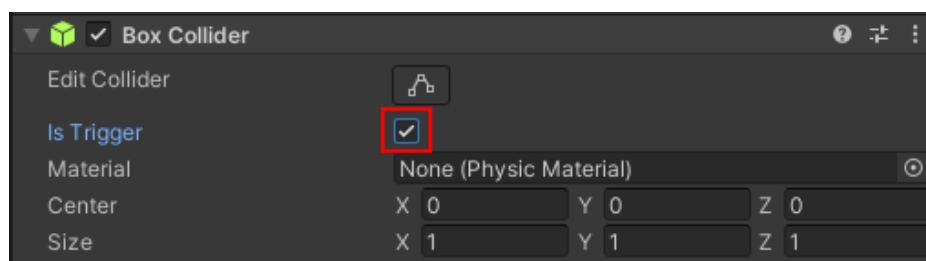 Box Collider
Edit Collider
Is Trigger
Material None (Physic Material)
Center X 0 Y 0 Z 0
Size X 1 Y 1 Z 1